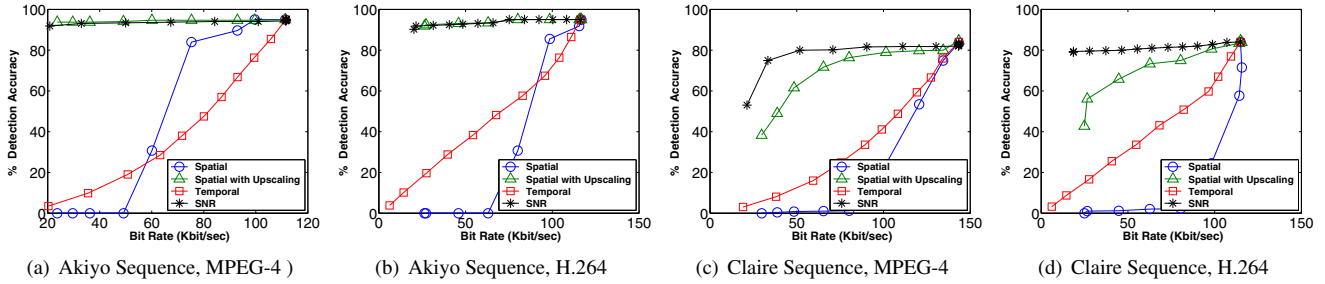 100
80
60
40
20
0
% Detection Accuracy
20 40 60 80 100 120
Bit Rate (Kbit/sec)
Spatial
Spatial with Upscaling
Temporal
SNR
(a) Akiyo Sequence, MPEG-4 )
100
80
60
40
20
0
% Detection Accuracy
0 50 100 150
Bit Rate (Kbit/sec)
Spatial
Spatial with Upscaling
Temporal
SNR
(b) Akiyo Sequence, H.264
100
80
60
40
20
0
% Detection Accuracy
0 50 100 150
Bit Rate (Kbit/sec)
Spatial
Spatial with Upscaling
Temporal
SNR
(c) Claire Sequence, MPEG-4
100
80
60
40
20
0
% Detection Accuracy
0 50 100 150
Bit Rate (Kbit/sec)
Spatial
Spatial with Upscaling
Temporal
SNR
(d) Claire Sequence, H.264